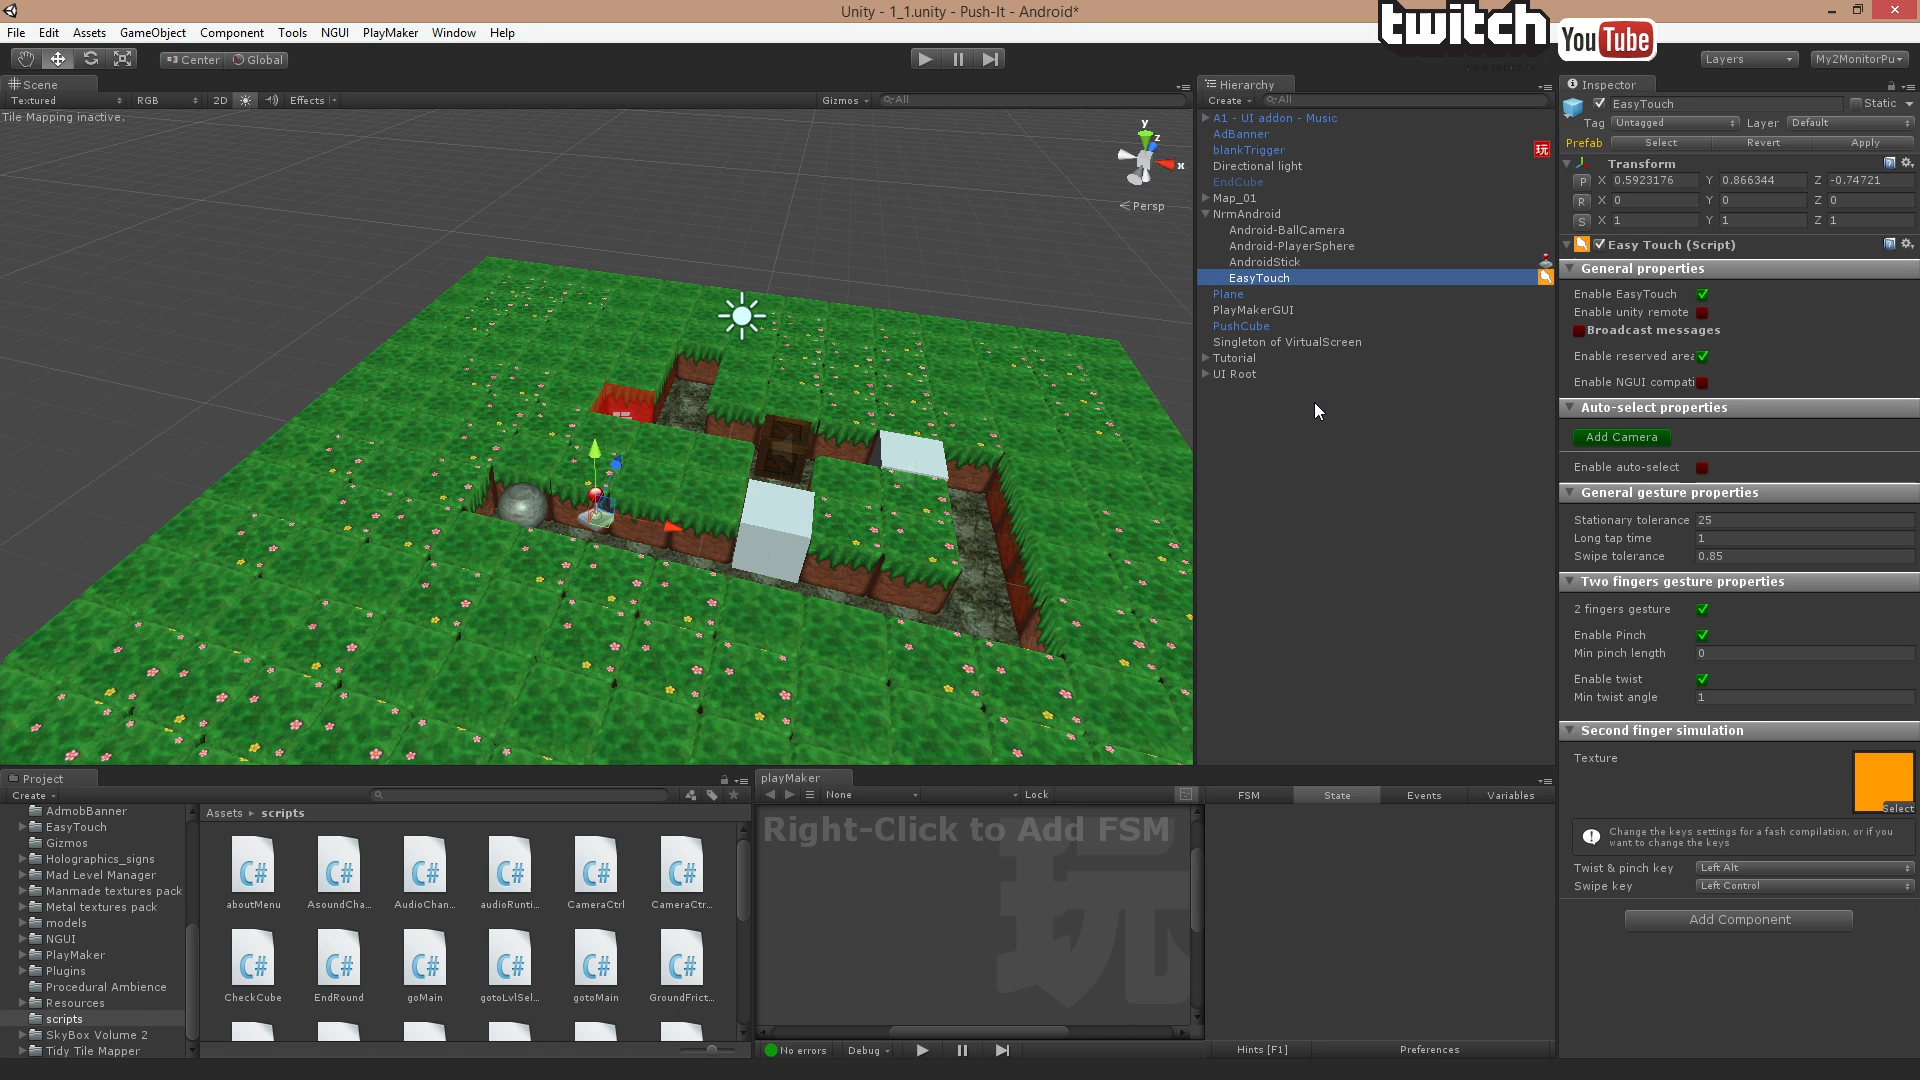 Unity - 1_1.unity - Push-It - Android*
twitch
YouTube
File Edit Assets GameObject Component Tools NGUI PlayMaker Window Help
Center Global
Layers
My2MonitorPu
Scene
Textured RGB 2D Effects Gizmos All
Tile Mapping inactive.
y
z
x
Persp
Hierarchy
Create All
A1 - UI addon - Music
AdBanner
blankTrigger
玩
Directional light
EndCube
Map_01
NrmAndroid
Android-BallCamera
Android-PlayerSphere
AndroidStick
EasyTouch
Plane
PlayMakerGUI
PushCube
Singleton of VirtualScreen
Tutorial
UI Root
Inspector
EasyTouch Static
Tag Untagged Layer Default
Prefab Select Revert Apply
Transform
P X 0.5923176 Y 0.866344 Z -0.74721
R X 0 Y 0 Z 0
S X 1 Y 1 Z 1
Easy Touch (Script)
General properties
Enable EasyTouch
Enable unity remote
Broadcast messages
Enable reserved area
Enable NGUI compati
Auto-select properties
Add Camera
Enable auto-select
General gesture properties
Stationary tolerance 25
Long tap time 1
Swipe tolerance 0.85
Two fingers gesture properties
2 fingers gesture
Enable Pinch
Min pinch length 0
Enable twist
Min twist angle 1
Second finger simulation
Texture
Select
Change the keys settings for a fash compilation, or if you
want to change the keys
Twist & pinch key Left Alt
Swipe key Left Control
Add Component
Project
Create
AdmobBanner
EasyTouch
Gizmos
Holographics_signs
Mad Level Manager
Manmade textures pack
Metal textures pack
models
NGUI
PlayMaker
Plugins
Procedural Ambience
Resources
scripts
SkyBox Volume 2
Tidy Tile Mapper
Assets scripts
C# C# C# C# C# C#
aboutMenu AsoundCha... AudioChan... audioRunti... CameraCtrl CameraCtr...
C# C# C# C# C# C#
CheckCube EndRound goMain gotoLvlSel... gotoMain GroundFrict...
playMaker
None Lock
Right-Click to Add FSM
玩
FSM State Events Variables
No errors Debug
Hints [F1] Preferences